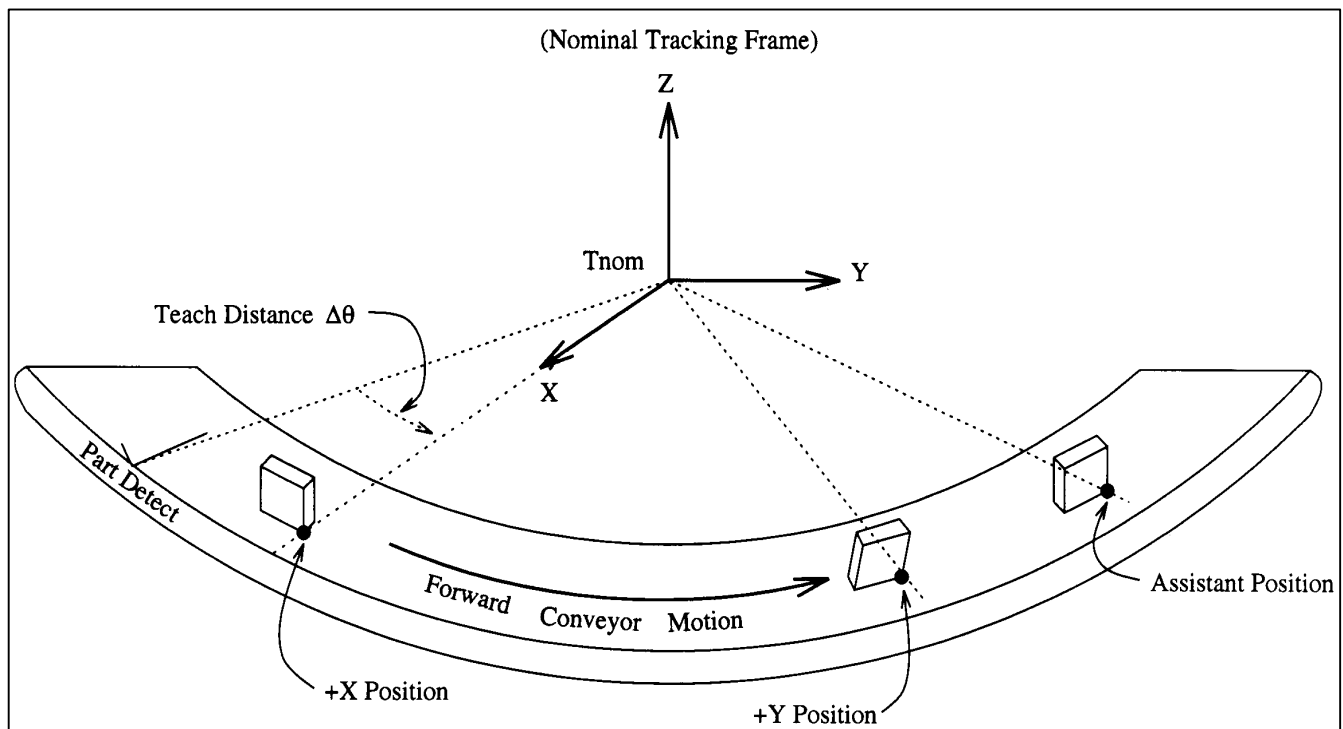 (Nominal Tracking Frame)
Z
Tnom
Y
Teach Distance Δθ
X
Part Detect
Forward Conveyor Motion
Assistant Position
+X Position
+Y Position